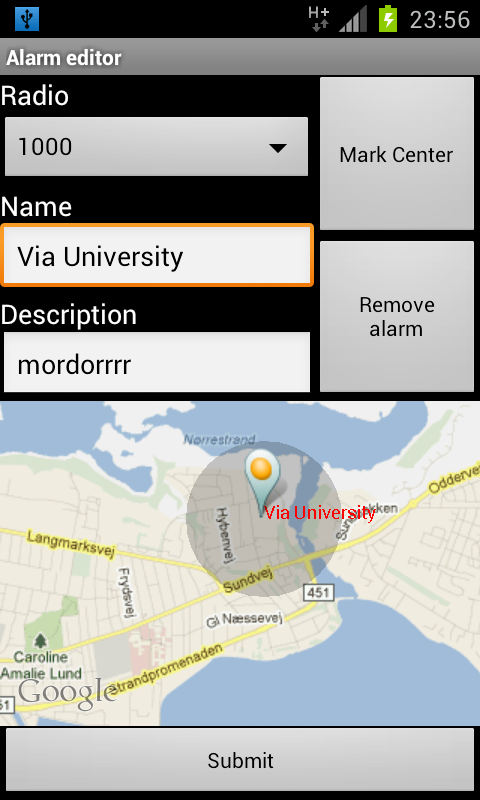 H+
23:56
Alarm editor
Radio
1000
Mark Center
Name
Via University
Remove
alarm
Description
mordorrrr
Nørrestrand
Oddervej
Via University
Langmarksvej
Hybenvej
Sundvej
451
Frydsvej
Gl Næssevej
Caroline
Amalie Lund
Strandpromenaden
Google
Submit